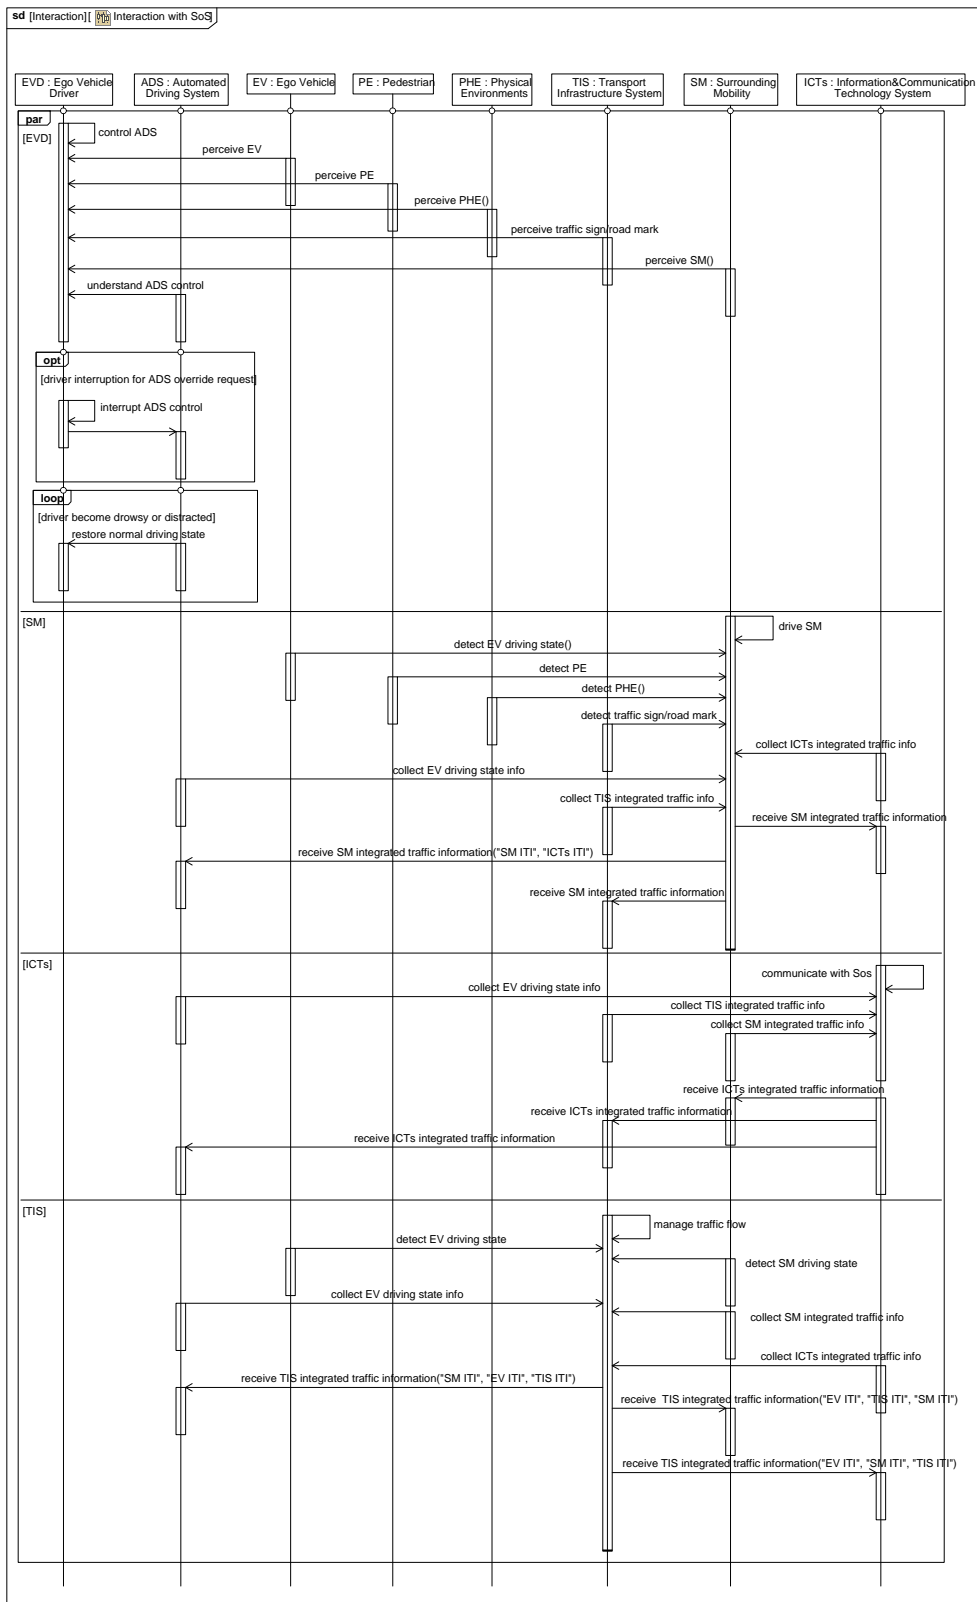 sd [Interaction][ Interaction with SoS]
EVD : Ego Vehicle
Driver
ADS : Automated
Driving System
EV : Ego Vehicle
PE : Pedestrian
PHE : Physical
Environments
TIS : Transport
Infrastructure System
SM : Surrounding
Mobility
ICTs : Information&Communication
Technology System
par
[EVD]
control ADS
perceive EV
perceive PE
perceive PHE()
perceive traffic sign/road mark
perceive SM()
understand ADS control
opt
[driver interruption for ADS override request]
interrupt ADS control
loop
[driver become drowsy or distracted]
restore normal driving state
[SM]
drive SM
detect EV driving state()
detect PE
detect PHE()
detect traffic sign/road mark
collect ICTs integrated traffic info
collect EV driving state info
collect TIS integrated traffic info
receive SM integrated traffic information
receive SM integrated traffic information("SM ITI", "ICTs ITI")
receive SM integrated traffic information
[ICTs]
communicate with Sos
collect EV driving state info
collect TIS integrated traffic info
collect SM integrated traffic info
receive ICTs integrated traffic information
receive ICTs integrated traffic information
receive ICTs integrated traffic information
[TIS]
manage traffic flow
detect EV driving state
detect SM driving state
collect EV driving state info
collect SM integrated traffic info
collect ICTs integrated traffic info
receive TIS integrated traffic information("SM ITI", "EV ITI", "TIS ITI")
receive  TIS integrated traffic information("EV ITI", "TIS ITI", "SM ITI")
receive TIS integrated traffic information("EV ITI", "SM ITI", "TIS ITI")